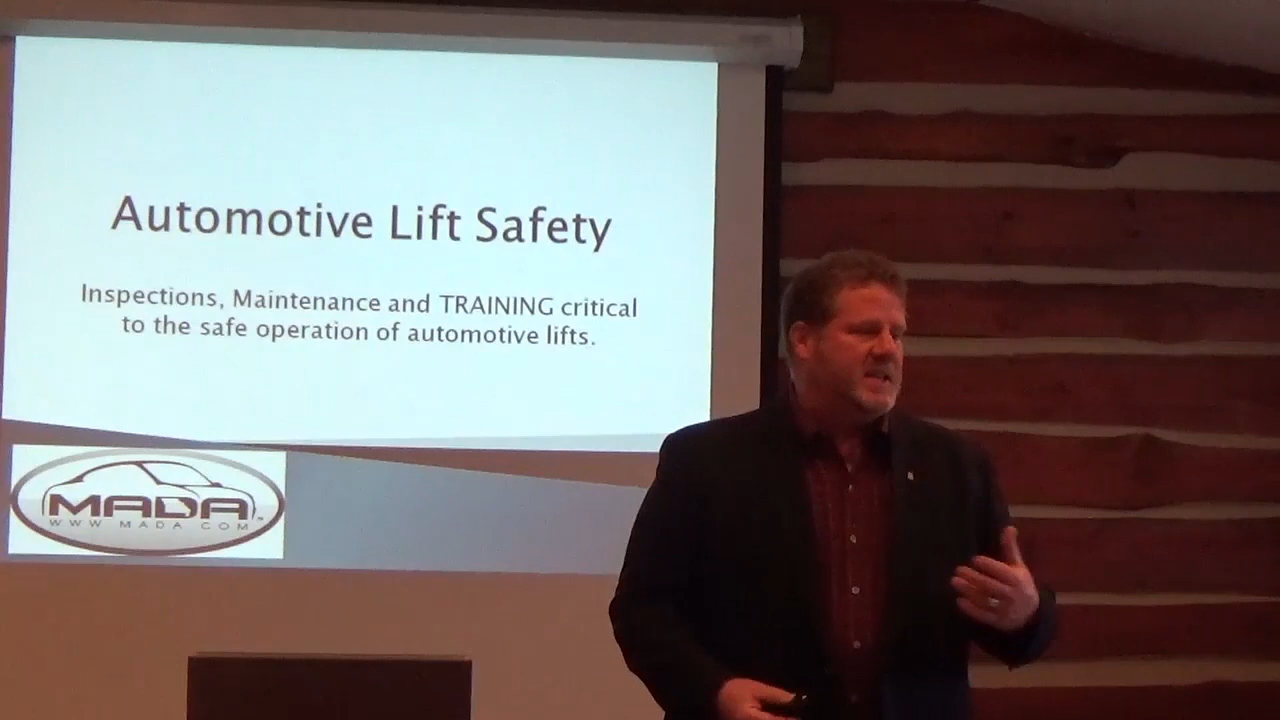 Automotive Lift Safety
Inspections, Maintenance and TRAINING critical
to the safe operation of automotive lifts.
MADA
WWW MADA COM